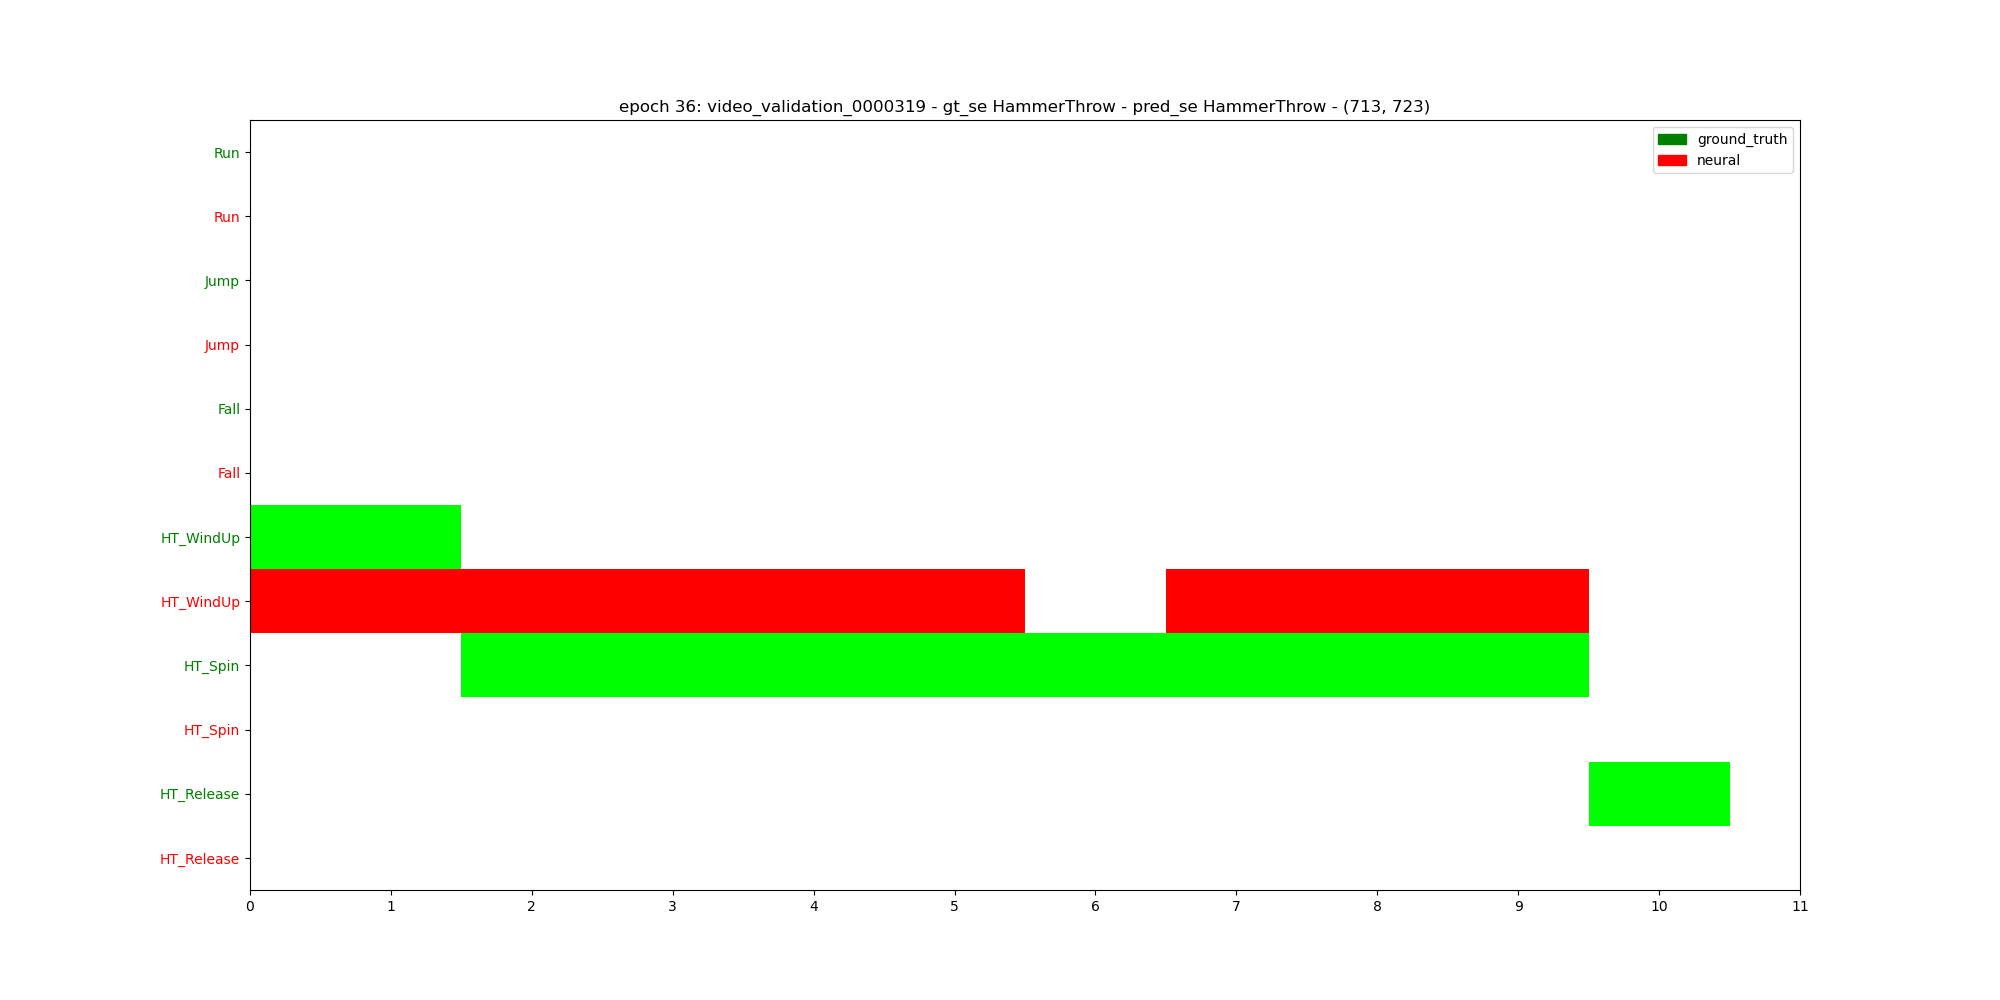 epoch 36: video_validation_0000319 - gt_se HammerThrow - pred_se HammerThrow - (713, 723)
ground_truth
neural
Run
Run
Jump
Jump
Fall
Fall
HT_WindUp
HT_WindUp
HT_Spin
HT_Spin
HT_Release
HT_Release
0 1 2 3 4 5 6 7 8 9 10 11